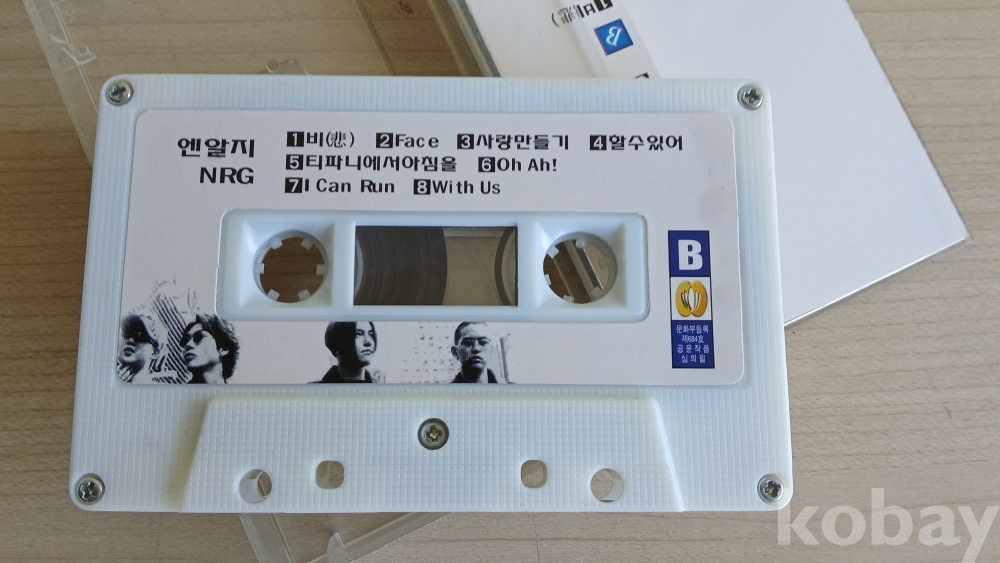 엔알지
NRG
1비(悲) 2Face 3사랑만들기 4할수있어
5티파니에서아침을 6Oh Ah!
7I Can Run 8With Us
B
문화부등록
제684호
공윤작품
심의필
kobay